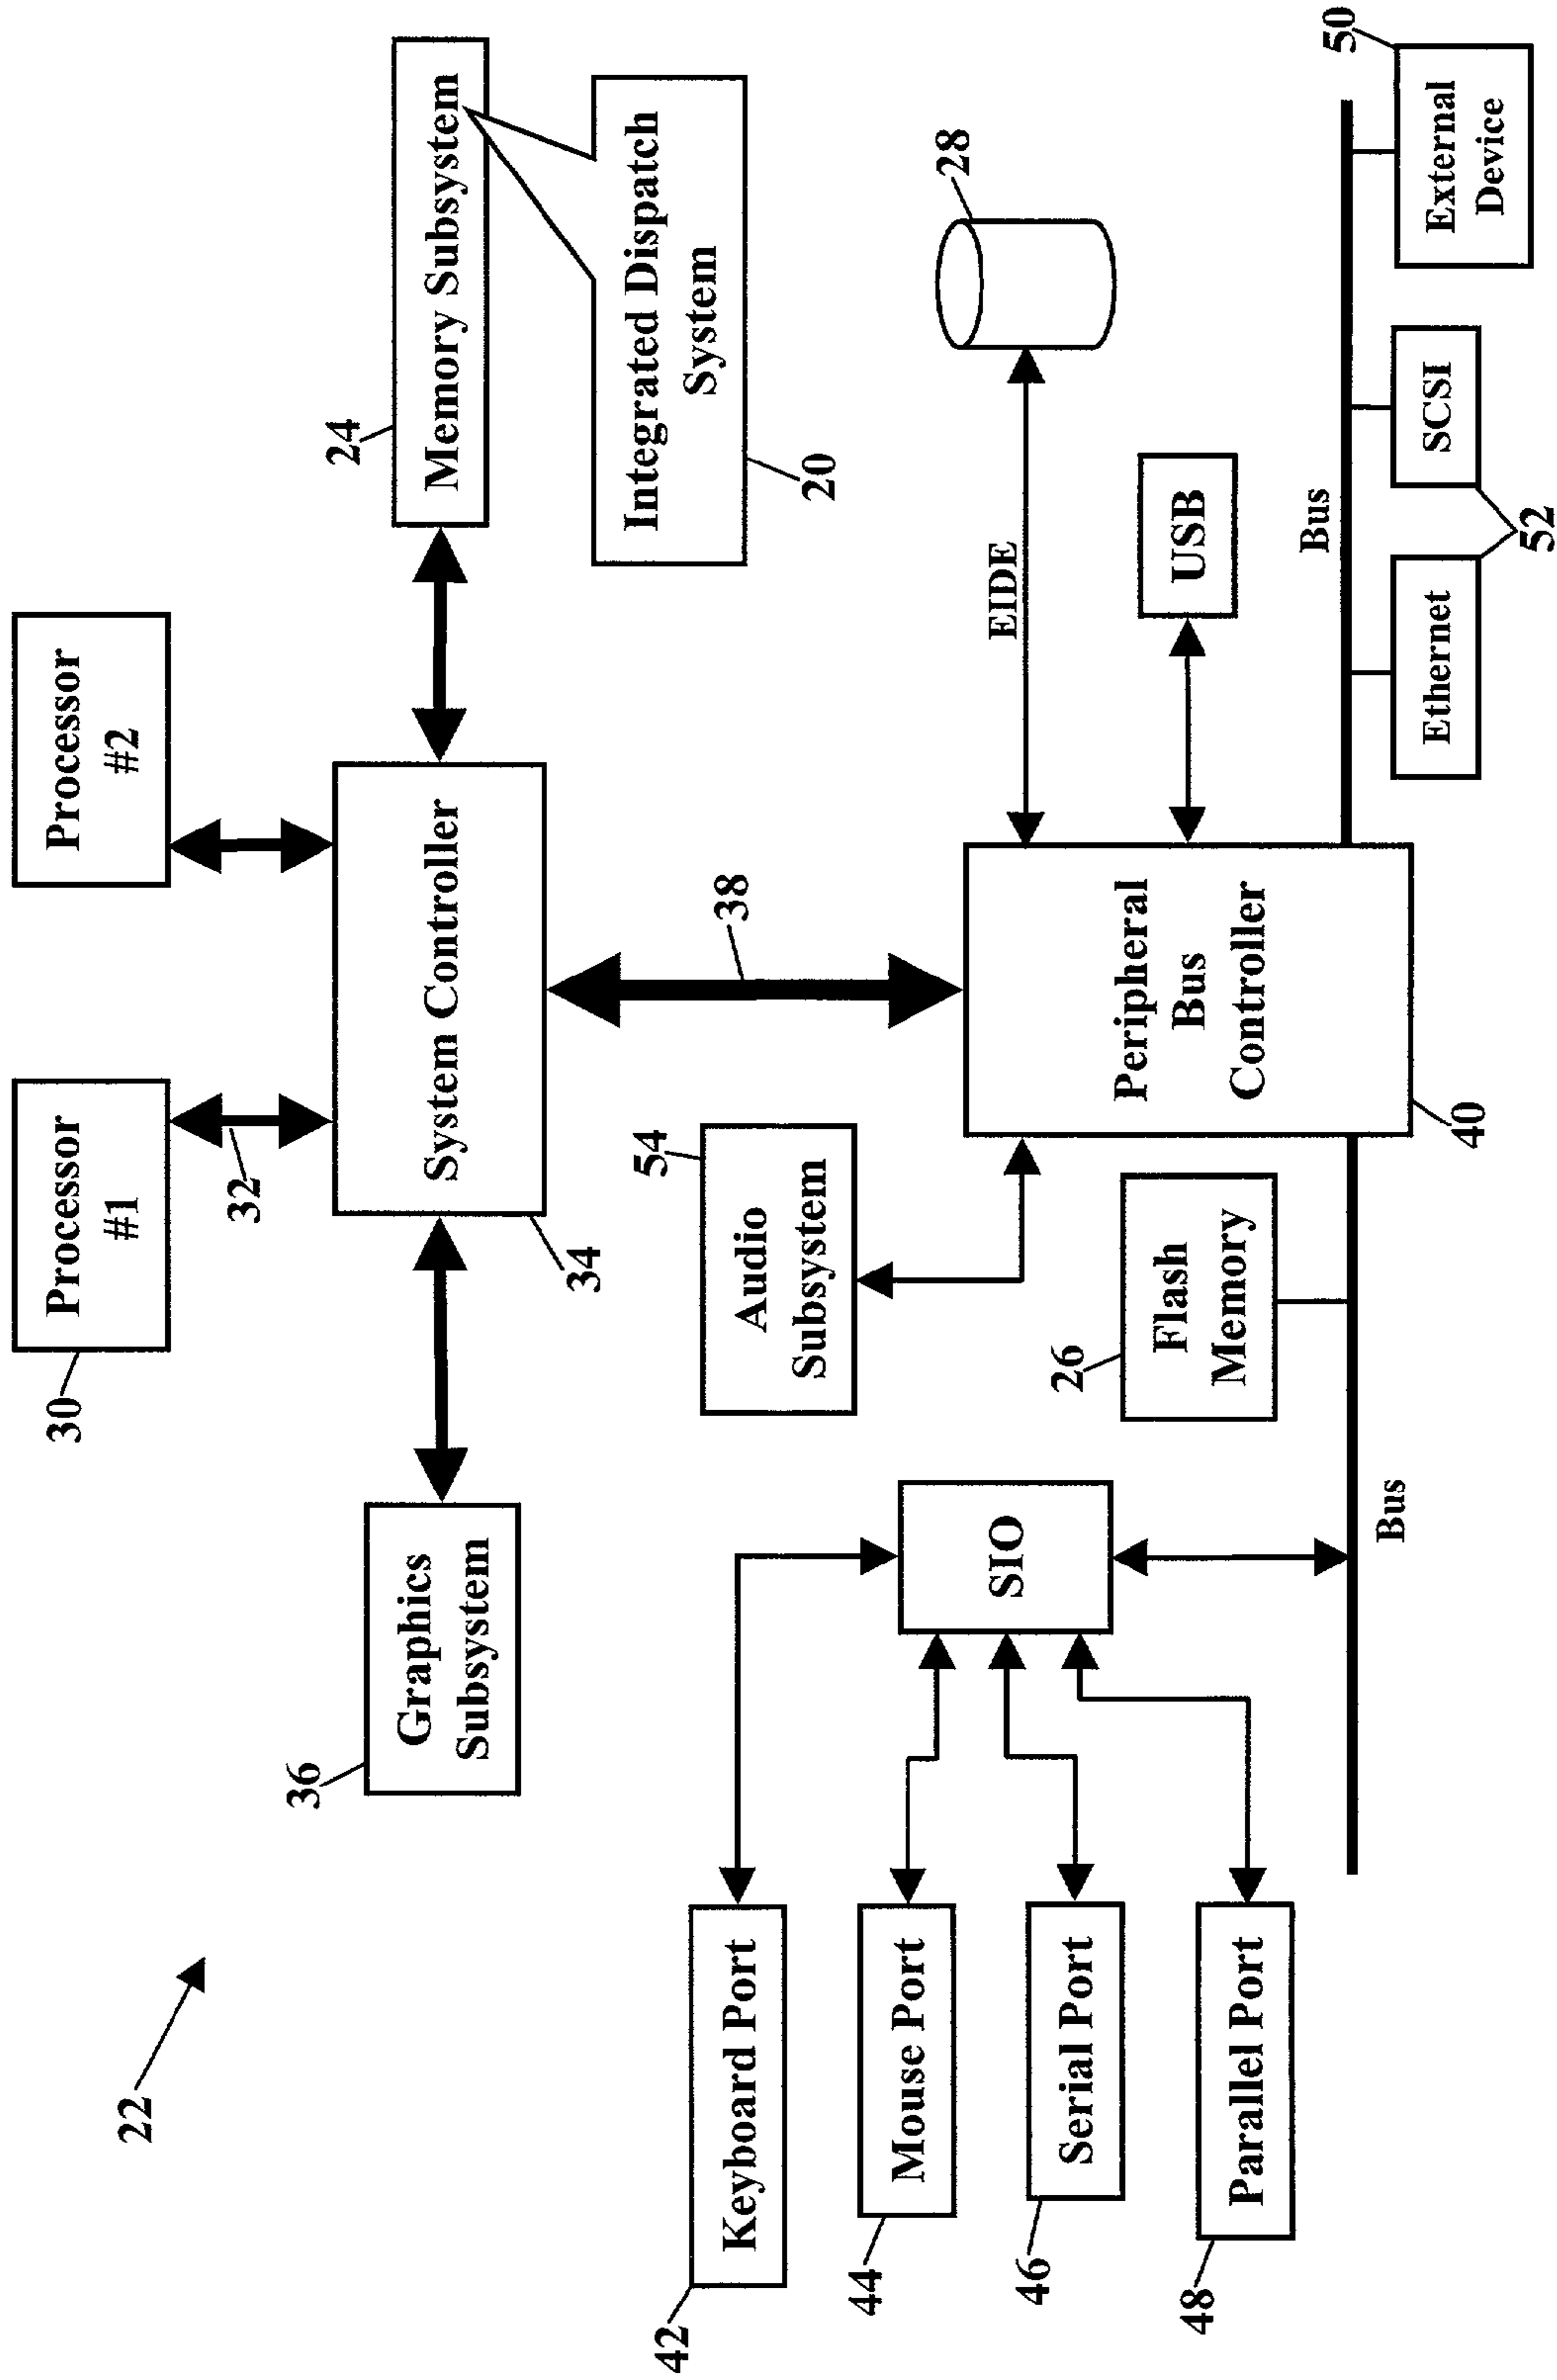 22
30
Processor
#1
32
Processor
#2
36
Graphics
Subsystem
System Controller
34
24
Memory Subsystem
Integrated Dispatch
System
20
38
42
Keyboard Port
44
Mouse Port
46
Serial Port
48
Parallel Port
SIO
54
Audio
Subsystem
26
Flash
Memory
Bus
Peripheral
Bus
Controller
40
EIDE
28
USB
Bus
Ethernet
SCSI
52
50
External
Device